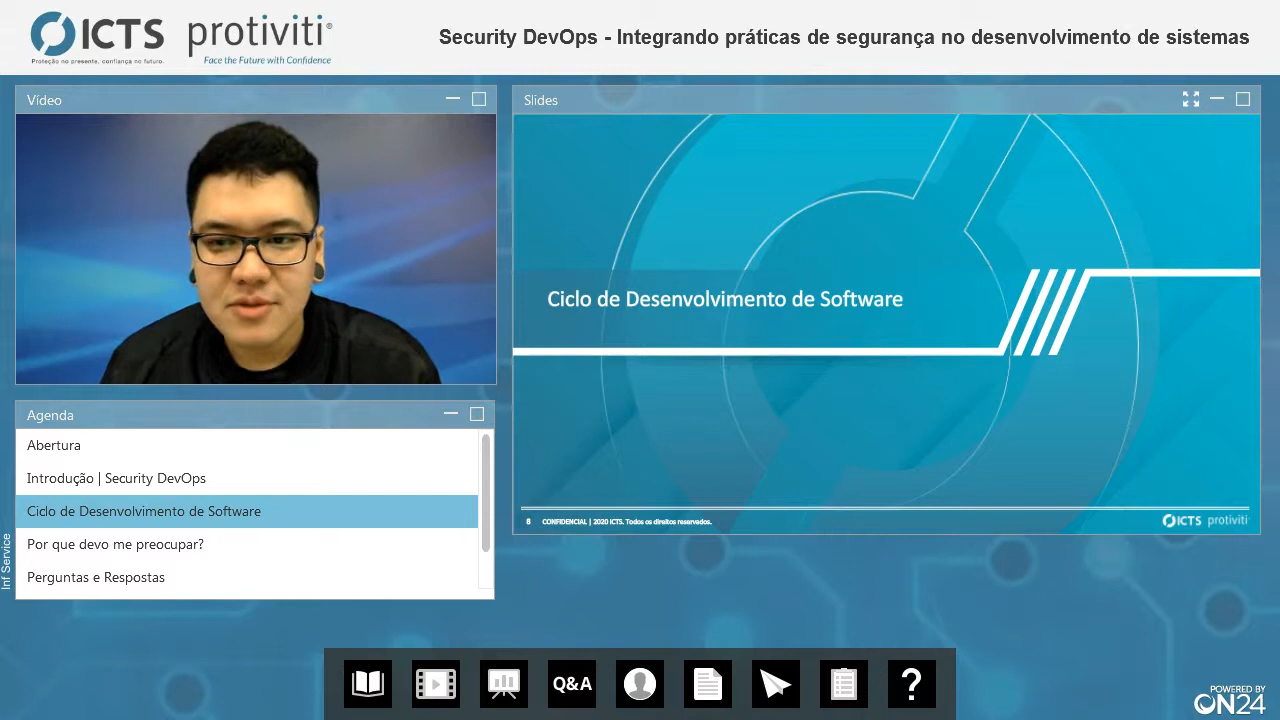 ICTS
Proteção no presente, confiança no futuro.
protiviti®
Face the Future with Confidence
Security DevOps - Integrando práticas de segurança no desenvolvimento de sistemas
Vídeo
Slides
Ciclo de Desenvolvimento de Software
8 CONFIDENCIAL | 2020 ICTS. Todos os direitos reservados.
ICTS protiviti
Agenda
Abertura
Introdução | Security DevOps
Ciclo de Desenvolvimento de Software
Por que devo me preocupar?
Perguntas e Respostas
Inf Service
Q&A
?
POWERED BY
ON24